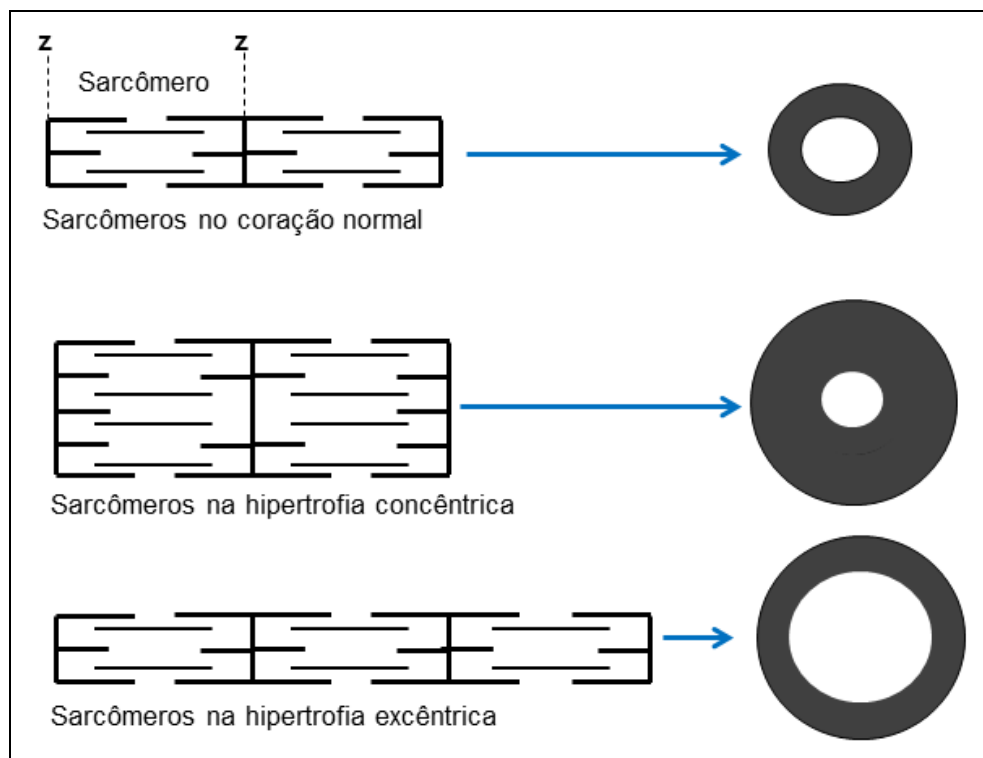 z z
Sarcômero
Sarcômeros no coração normal
Sarcômeros na hipertrofia concêntrica
Sarcômeros na hipertrofia excêntrica